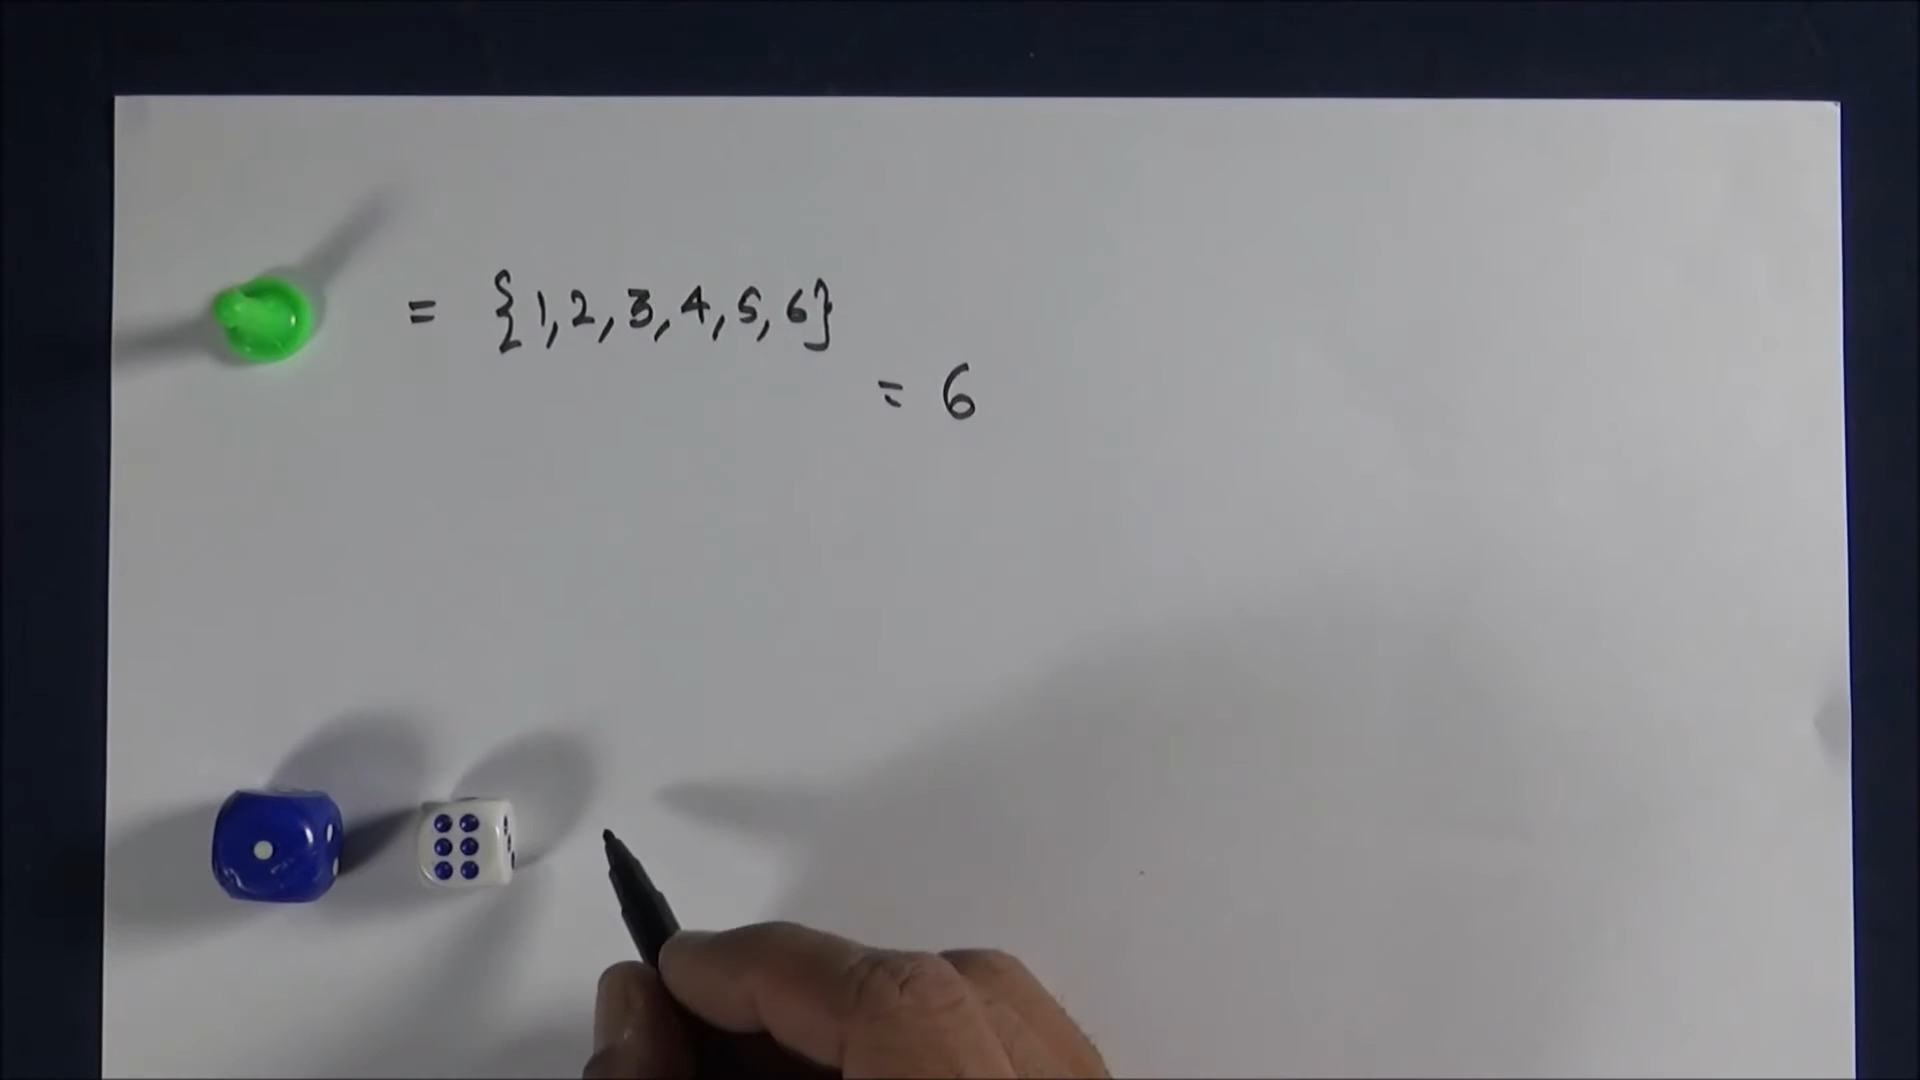 = {1,2,3,4,5,6}
= 6